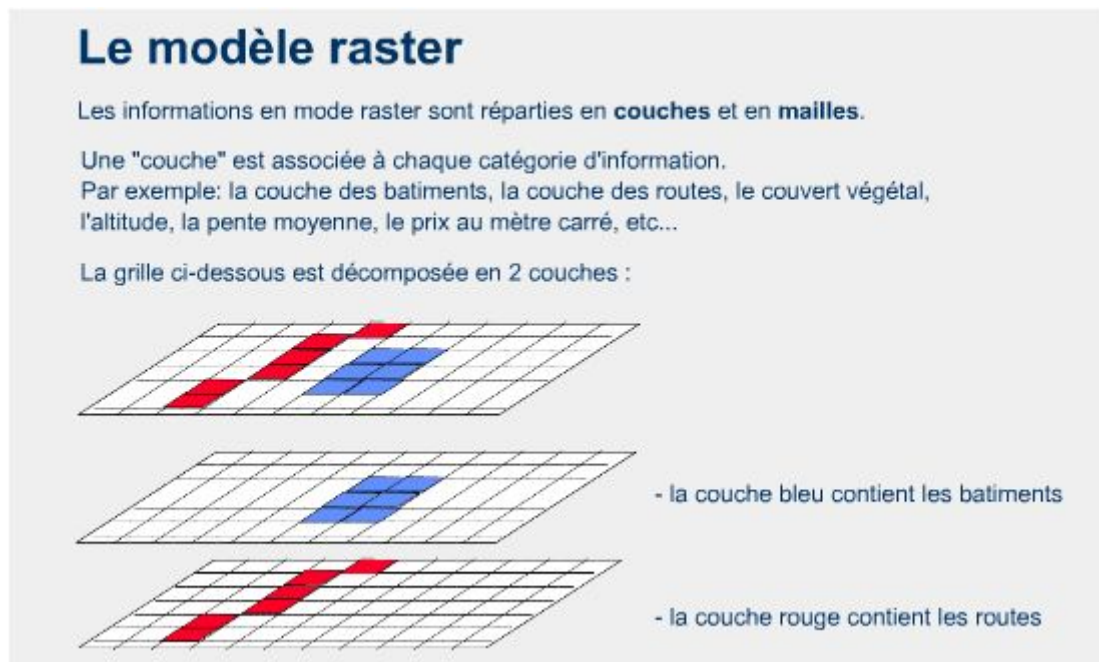 Le modèle raster
Les informations en mode raster sont réparties en couches et en mailles.
Une "couche" est associée à chaque catégorie d'information.
Par exemple: la couche des batiments, la couche des routes, le couvert végétal,
l'altitude, la pente moyenne, le prix au mètre carré, etc...
La grille ci-dessous est décomposée en 2 couches :
- la couche bleu contient les batiments
- la couche rouge contient les routes